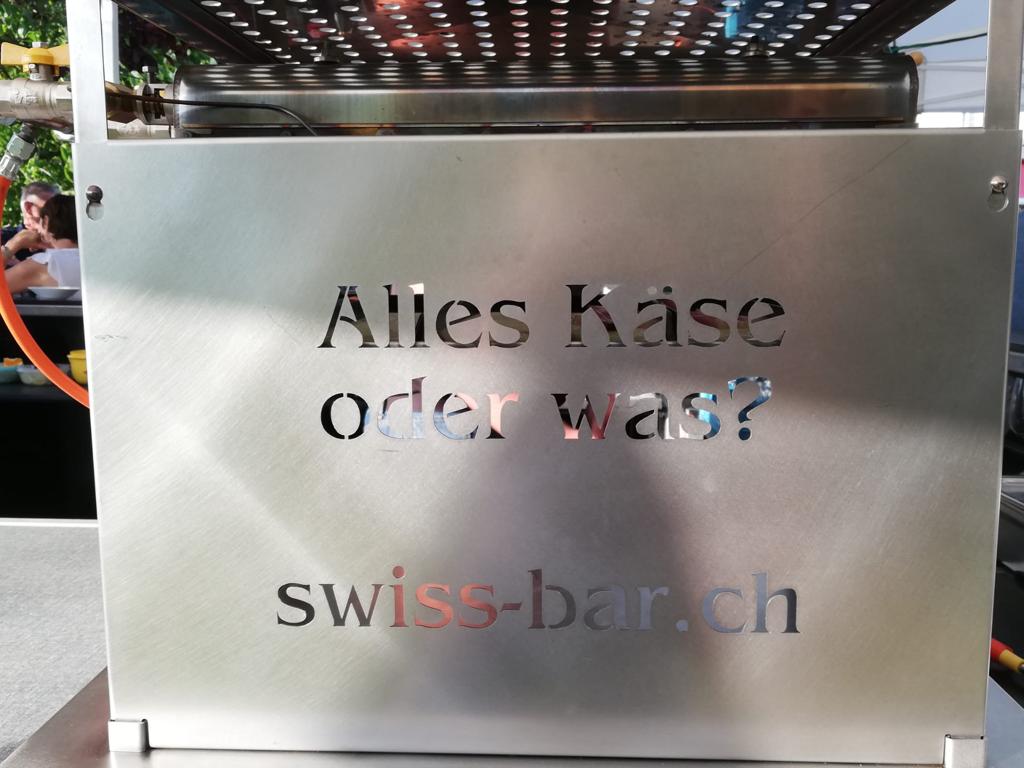 Alles Käse
oder was?
swiss-bar.ch